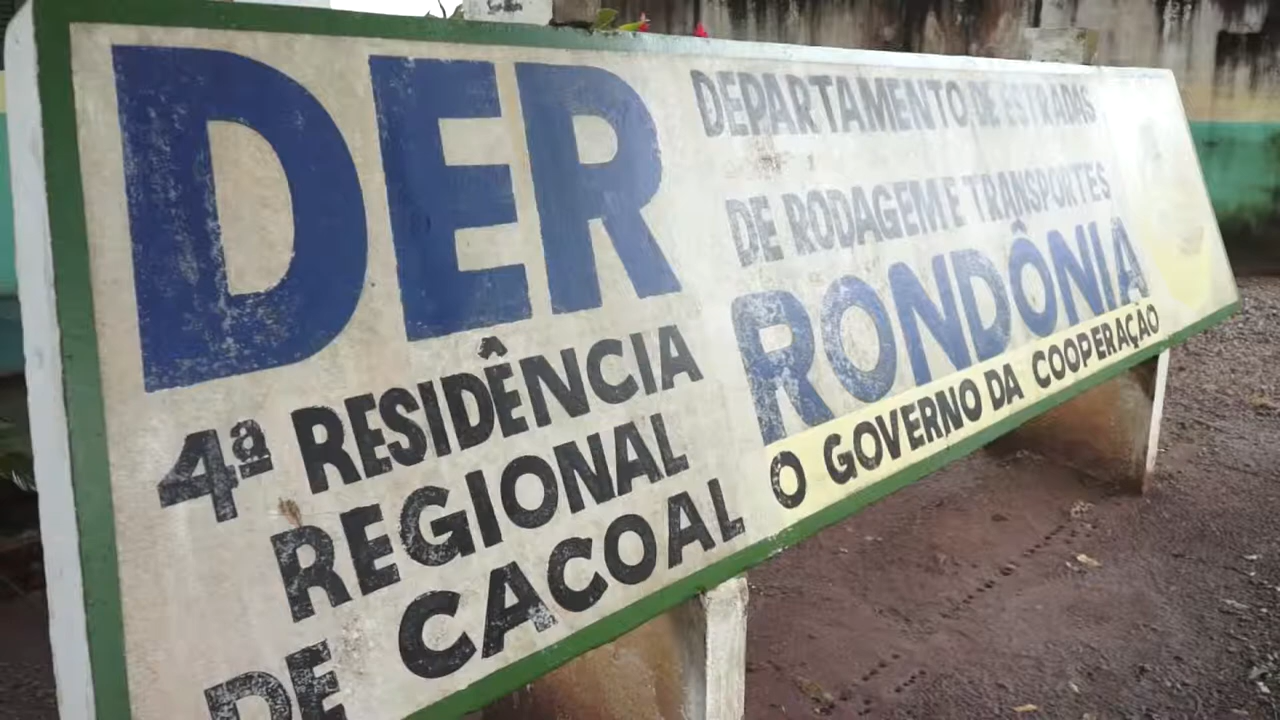 DER
4ª RESIDÊNCIA
REGIONAL
DE CACOAL
DEPARTAMENTO DE ESTRADAS
DE RODAGEM E TRANSPORTES
RONDÔNIA
O GOVERNO DA COOPERAÇÃO